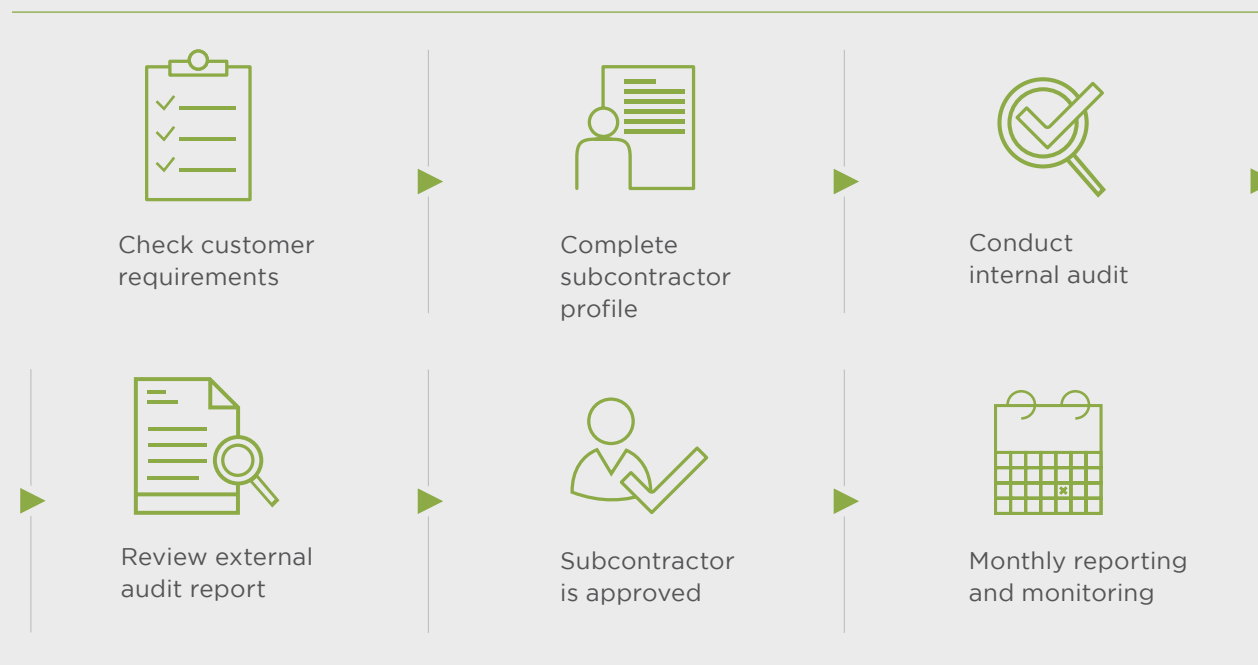 Check customer
requirements
Complete
subcontractor
profile
Conduct
internal audit
Review external
audit report
Subcontractor
is approved
Monthly reporting
and monitoring